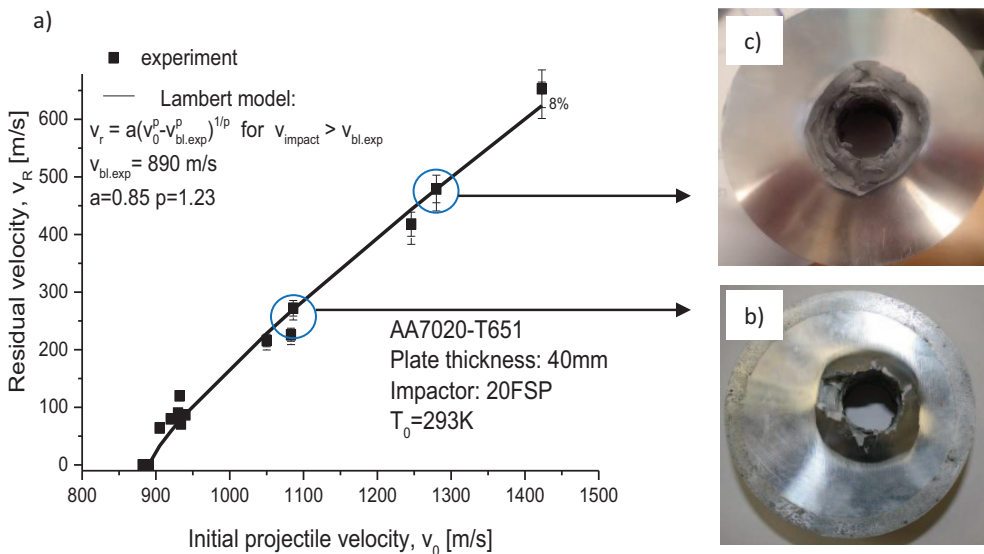 a)
experiment
Lambert model:
v_r = a(v_0^p-v_bl.exp^p)^1/p for v_impact > v_bl.exp
v_bl.exp = 890 m/s
a=0.85 p=1.23
8%
600
500
400
300
200
100
0
Residual velocity, v_R [m/s]
AA7020-T651
Plate thickness: 40mm
Impactor: 20FSP
T_0=293K
800 900 1000 1100 1200 1300 1400 1500
Initial projectile velocity, v_0 [m/s]
c)
b)